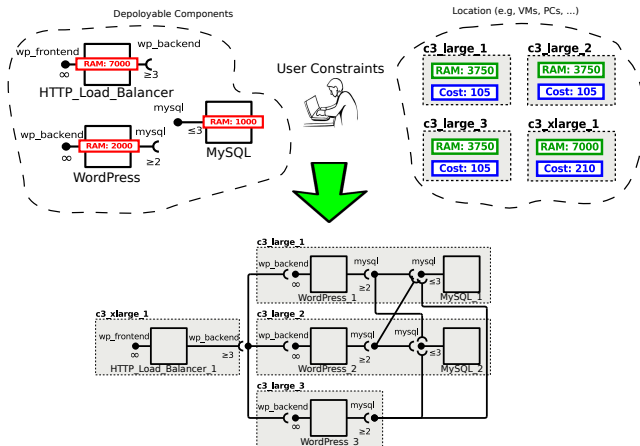 Depoloyable Components
wp_frontend
wp_backend
RAM: 7000
∞
≥3
HTTP_Load_Balancer
mysql
RAM: 1000
≤3
MySQL
wp_backend
mysql
RAM: 2000
∞
≥2
WordPress
User Constraints
Location (e.g, VMs, PCs, ...)
c3_large_1
RAM: 3750
Cost: 105
c3_large_2
RAM: 3750
Cost: 105
c3_large_3
RAM: 3750
Cost: 105
c3_xlarge_1
RAM: 7000
Cost: 210
c3_large_1
wp_backend
mysql
mysql
∞
≥2
≤3
WordPress_1
MySQL_1
c3_xlarge_1
wp_frontend
wp_backend
∞
≥3
HTTP_Load_Balancer_1
c3_large_2
wp_backend
mysql
mysql
∞
≥2
≤3
WordPress_2
MySQL_2
c3_large_3
wp_backend
mysql
∞
≥2
WordPress_3